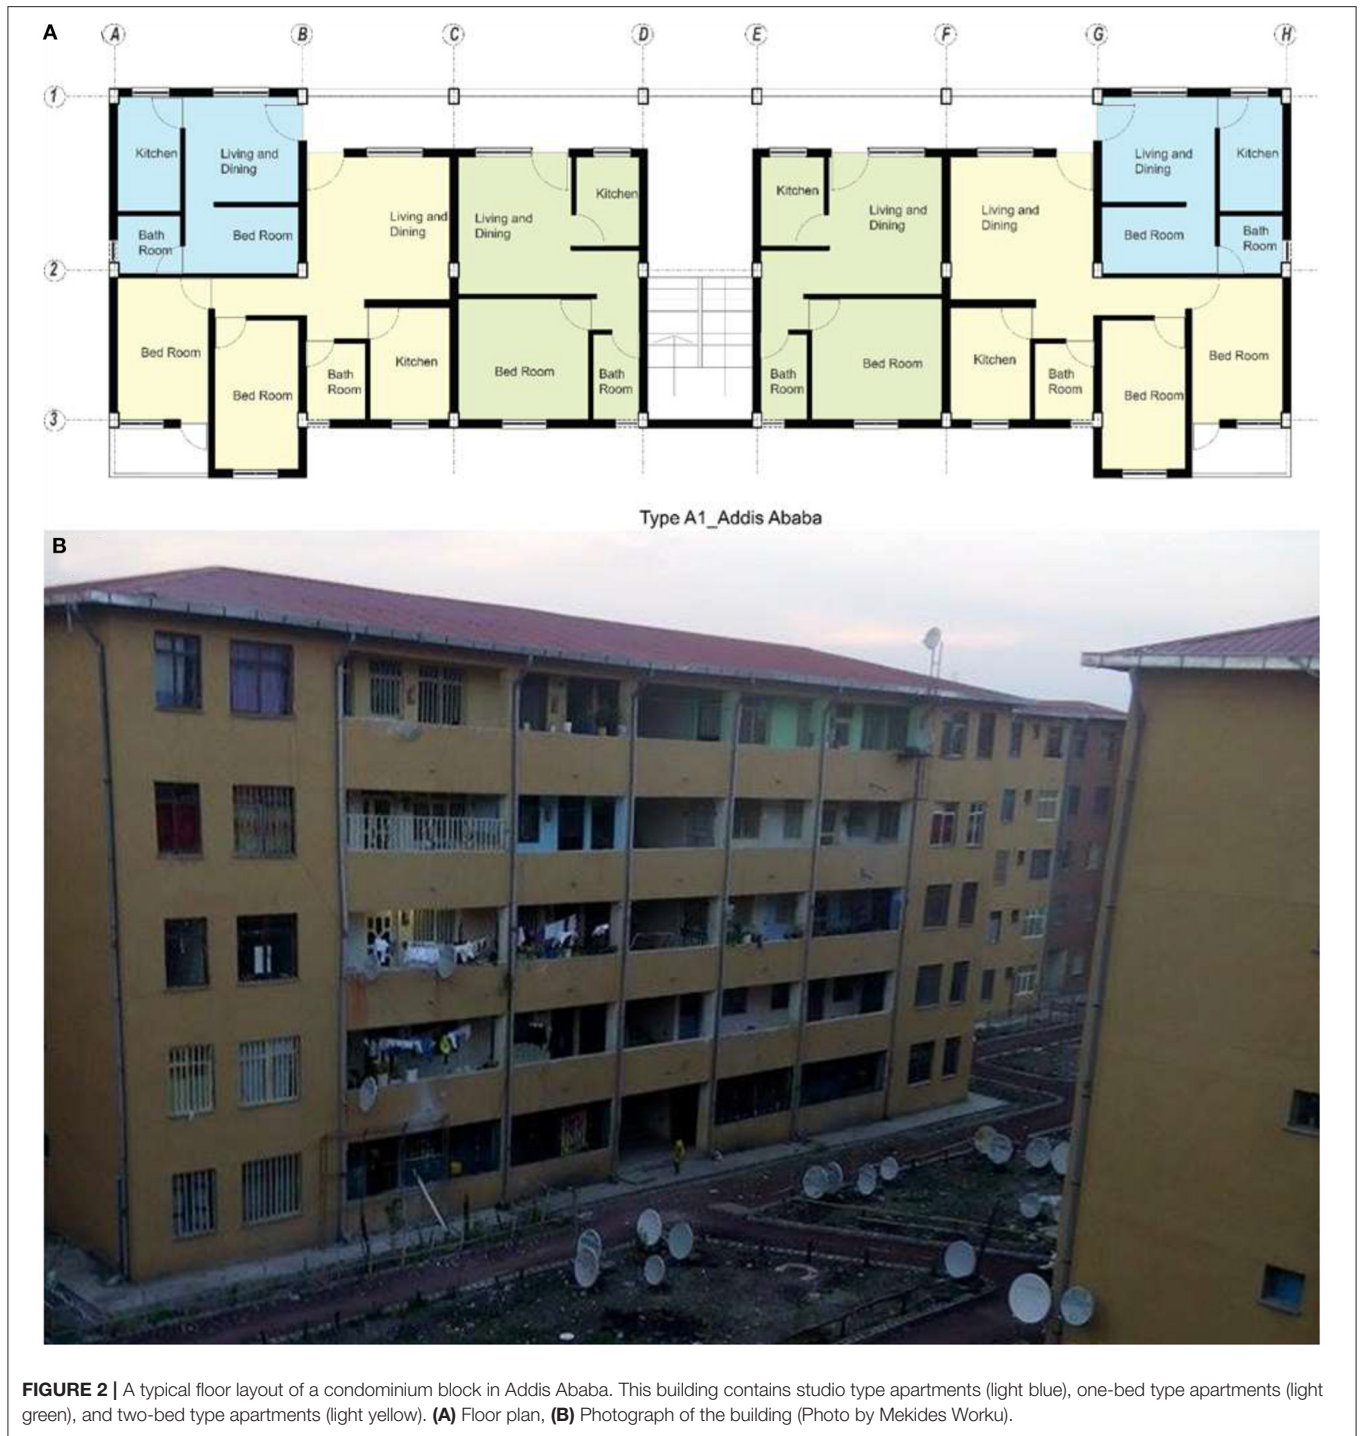 A
A B C D E F G H
1
Kitchen
Living and
Dining
Bath
Room
Bed Room
Living and
Dining
Living and
Dining
Kitchen
Kitchen
Living and
Dining
Living and
Dining
Living and
Dining
Kitchen
Bed Room
Bath
Room
2
Bed Room
Bed Room
Bath
Room
Kitchen
Bed Room
Bath
Room
Bath
Room
Bed Room
Kitchen
Bath
Room
Bed Room
Bed Room
3
Type A1_Addis Ababa
B
FIGURE 2 | A typical floor layout of a condominium block in Addis Ababa. This building contains studio type apartments (light blue), one-bed type apartments (light
green), and two-bed type apartments (light yellow). (A) Floor plan, (B) Photograph of the building (Photo by Mekides Worku).